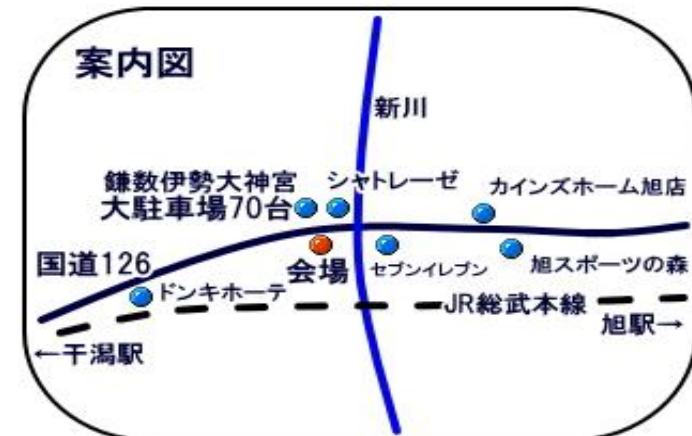 案内図
新川
鎌数伊勢大神宮
大駐車場70台
シャトレーゼ
カインズホーム旭店
国道126
会場
セブンイレブン
旭スポーツの森
ドンキホーテ
JR総武本線
旭駅→
←干潟駅